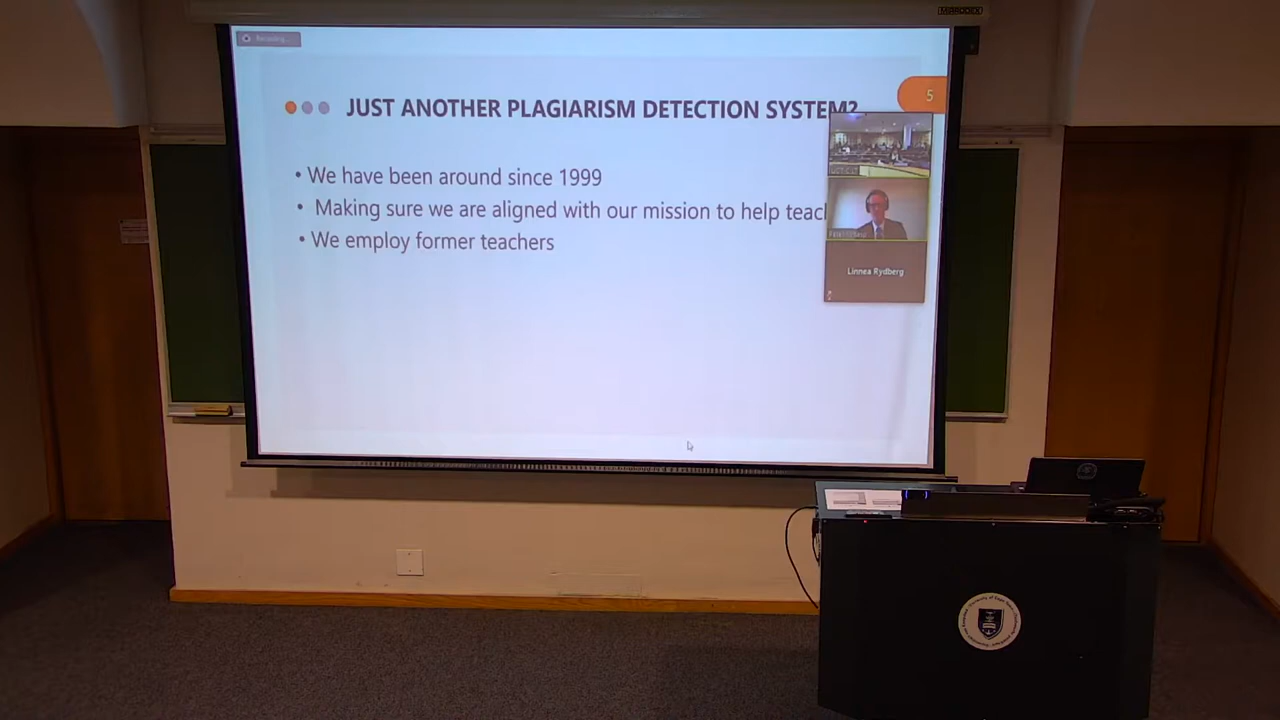 Recording...
5
JUST ANOTHER PLAGIARISM DETECTION SYSTEM?
• We have been around since 1999
• Making sure we are aligned with our mission to help teac
• We employ former teachers
Linnea Rydberg